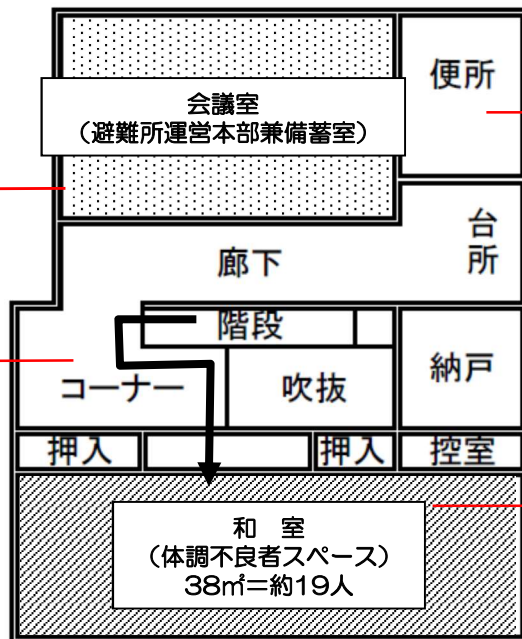 会議室
（避難所運営本部兼備蓄室）
便所
台所
廊下
階段
コーナー
吹抜
納戸
押入
押入
控室
和　室
（体調不良者スペース）
38㎡＝約19人